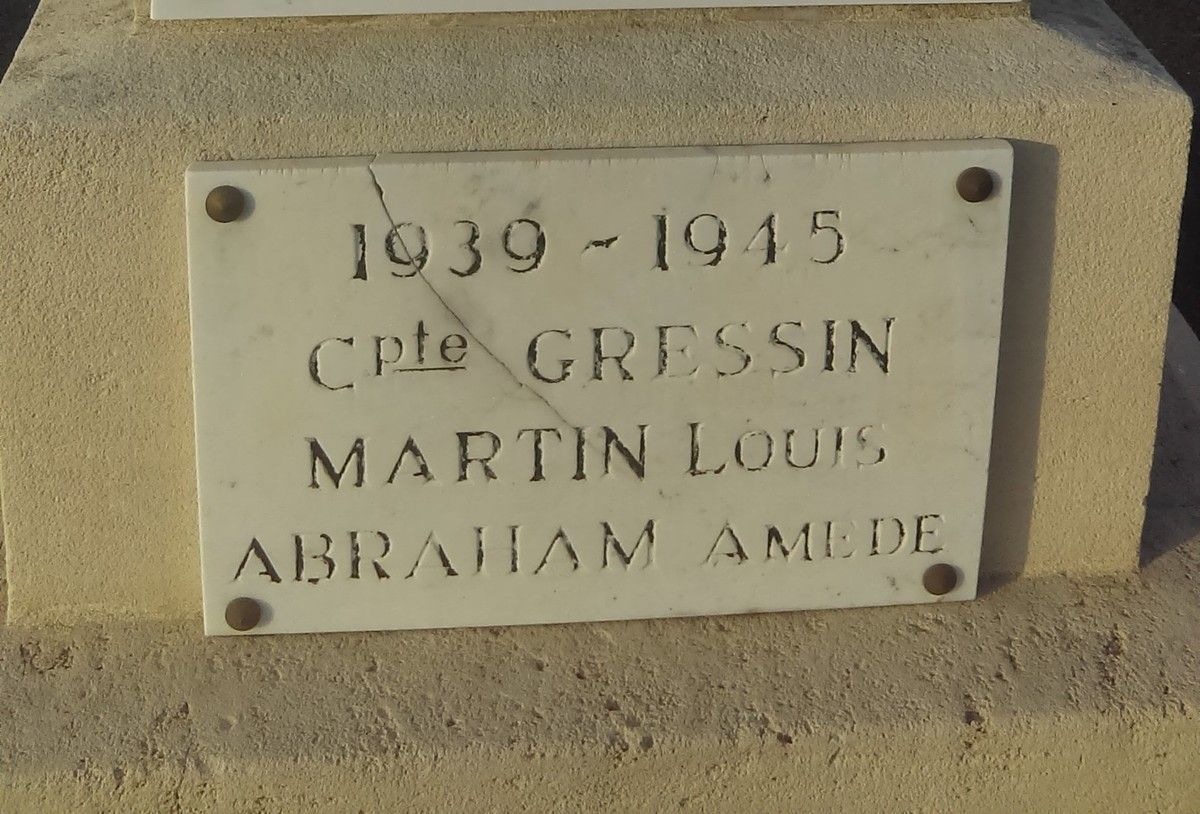 1939 - 1945
Cpte GRESSIN
MARTIN LOUIS
ABRAHAM AMEDE